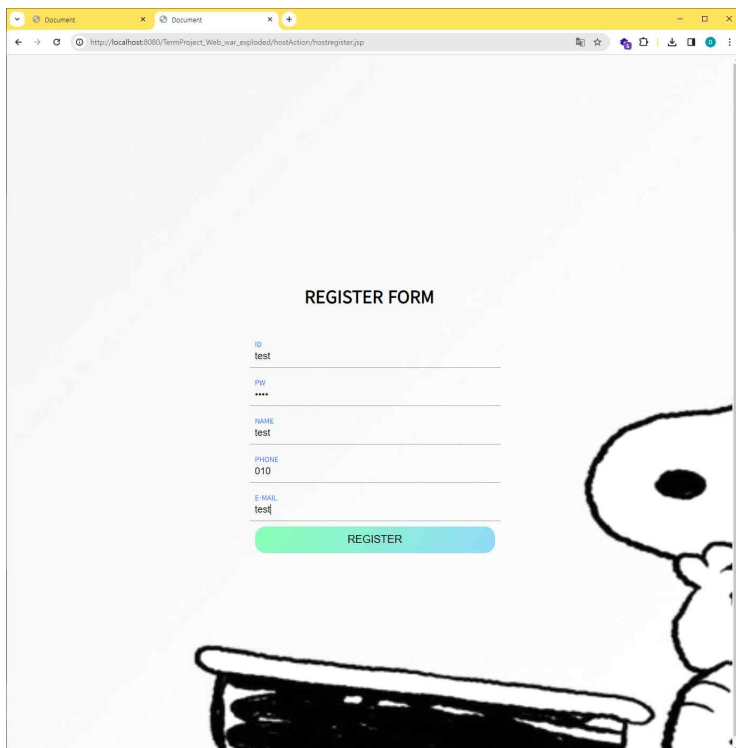 Document
Document
http://localhost:8080/TermProject_Web_war_exploded/hostAction/hostregister.jsp
REGISTER FORM
ID
test
PW
••••
NAME
test
PHONE
010
E-MAIL
test
REGISTER